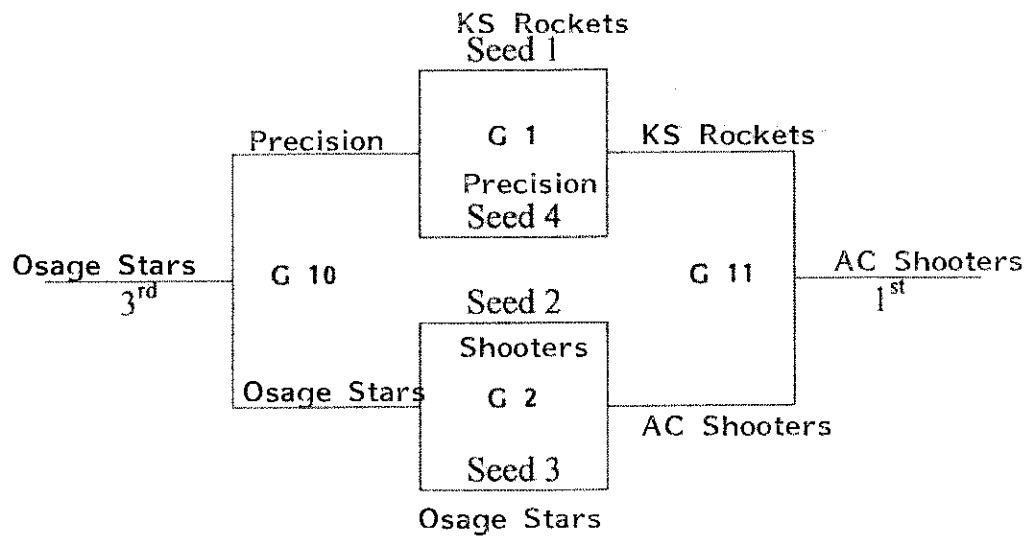 KS Rockets
Seed 1
Precision
G 1
KS Rockets
Precision
Seed 4
Osage Stars
3rd
G 10
G 11
AC Shooters
1st
Seed 2
Shooters
Osage Stars
G 2
AC Shooters
Seed 3
Osage Stars